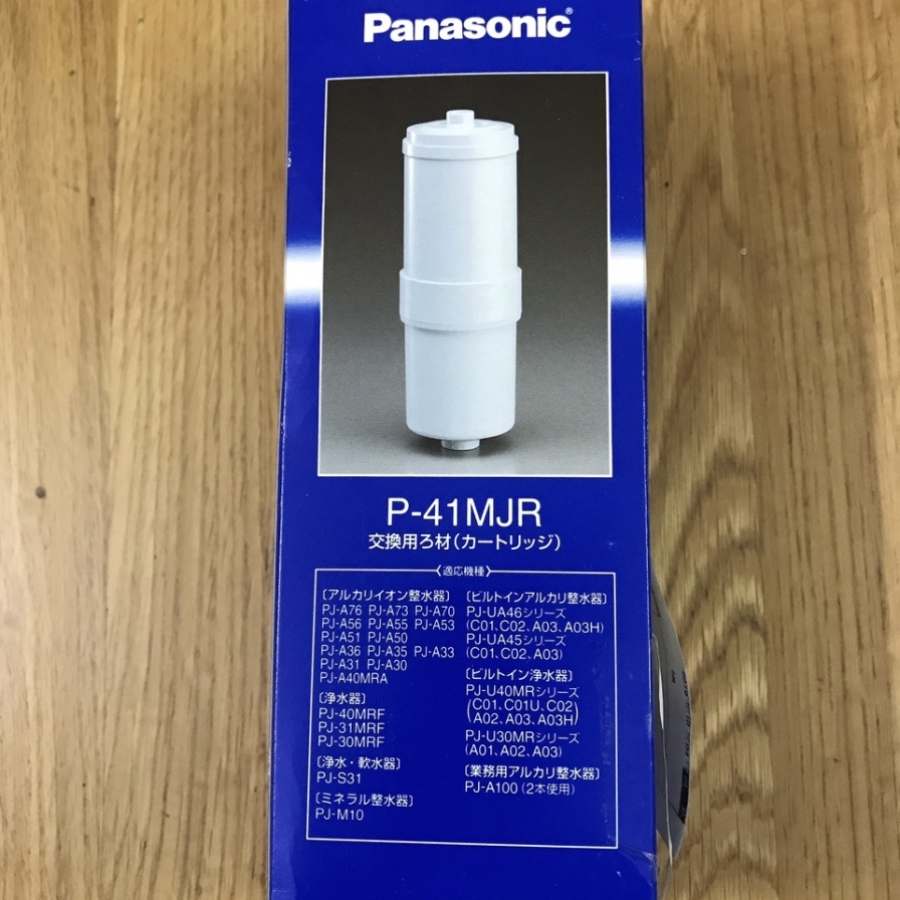 Panasonic
P-41MJR
交換用ろ材(カートリッジ)
〈適応機種〉
〔アルカリイオン整水器〕
PJ-A76 PJ-A73 PJ-A70
PJ-A56 PJ-A55 PJ-A53
PJ-A51 PJ-A50
PJ-A36 PJ-A35 PJ-A33
PJ-A31 PJ-A30
PJ-A40MRA
〔浄水器〕
PJ-40MRF
PJ-31MRF
PJ-30MRF
〔浄水・軟水器〕
PJ-S31
〔ミネラル整水器〕
PJ-M10
〔ビルトインアルカリ整水器〕
PJ-UA46シリーズ
(C01、C02、A03、A03H)
PJ-UA45シリーズ
(C01、C02、A03)
〔ビルトイン浄水器〕
PJ-U40MRシリーズ
(C01、C01U、C02
A02、A03、A03H)
PJ-U30MRシリーズ
(A01、A02、A03)
〔業務用アルカリ整水器〕
PJ-A100(2本使用)